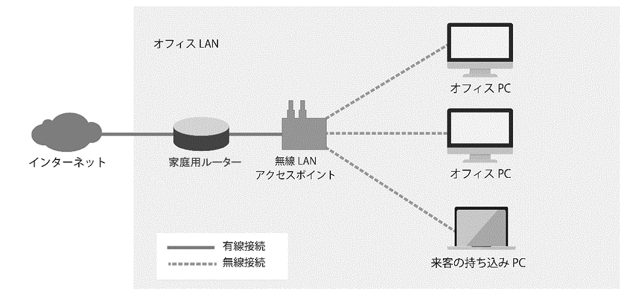 オフィス LAN
オフィス PC
インターネット
家庭用ルーター
無線 LAN
アクセスポイント
オフィス PC
有線接続
無線接続
来客の持ち込み PC